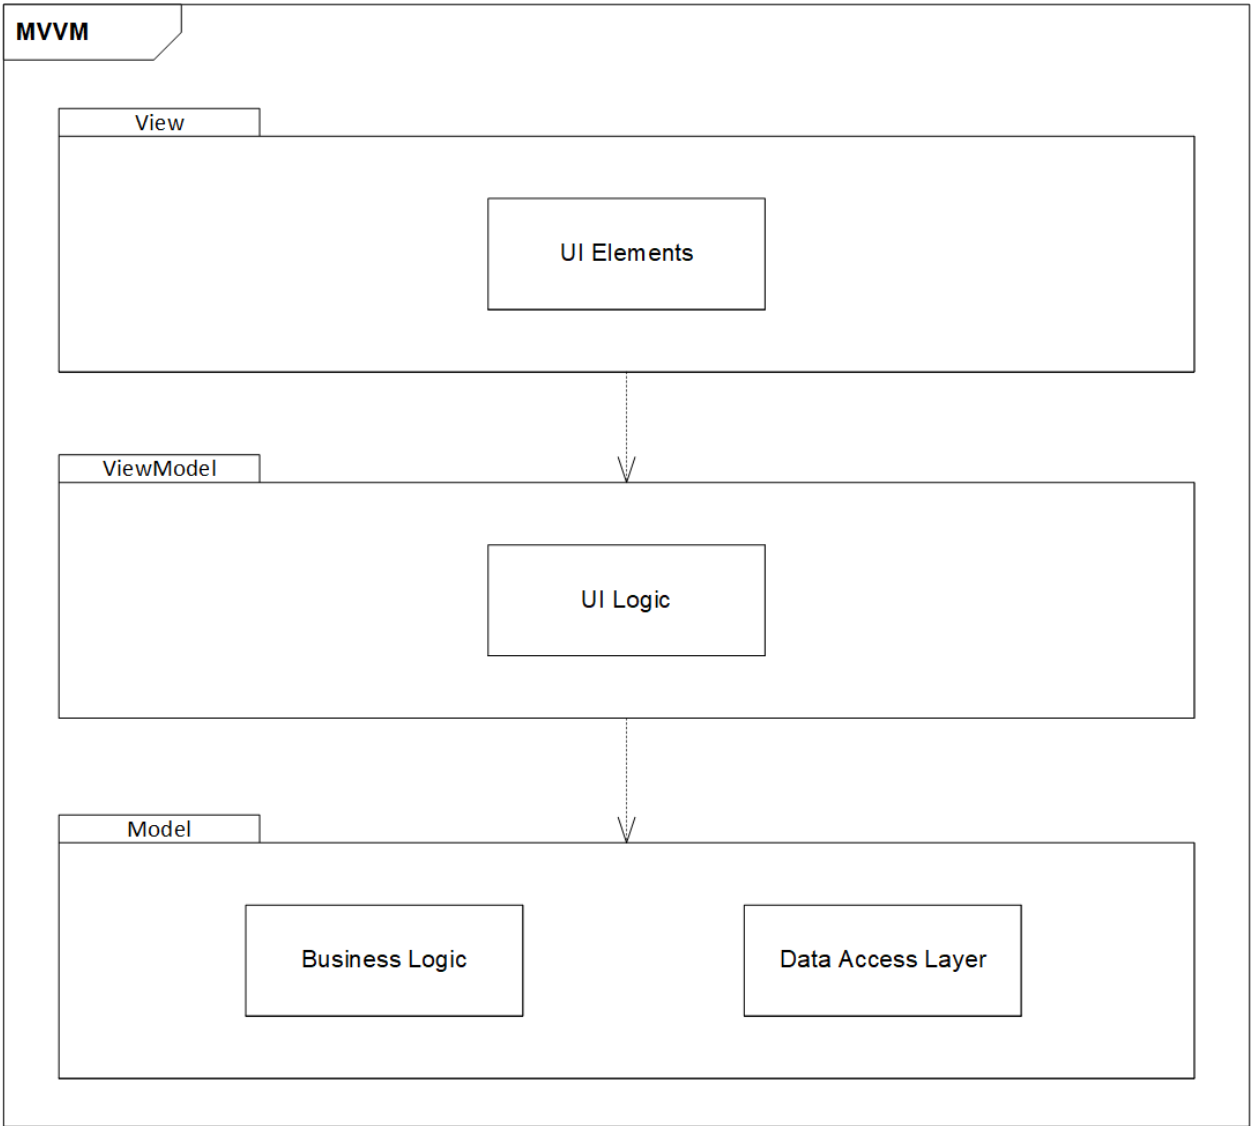 MVVM
View
UI Elements
ViewModel
UI Logic
Model
Business Logic
Data Access Layer